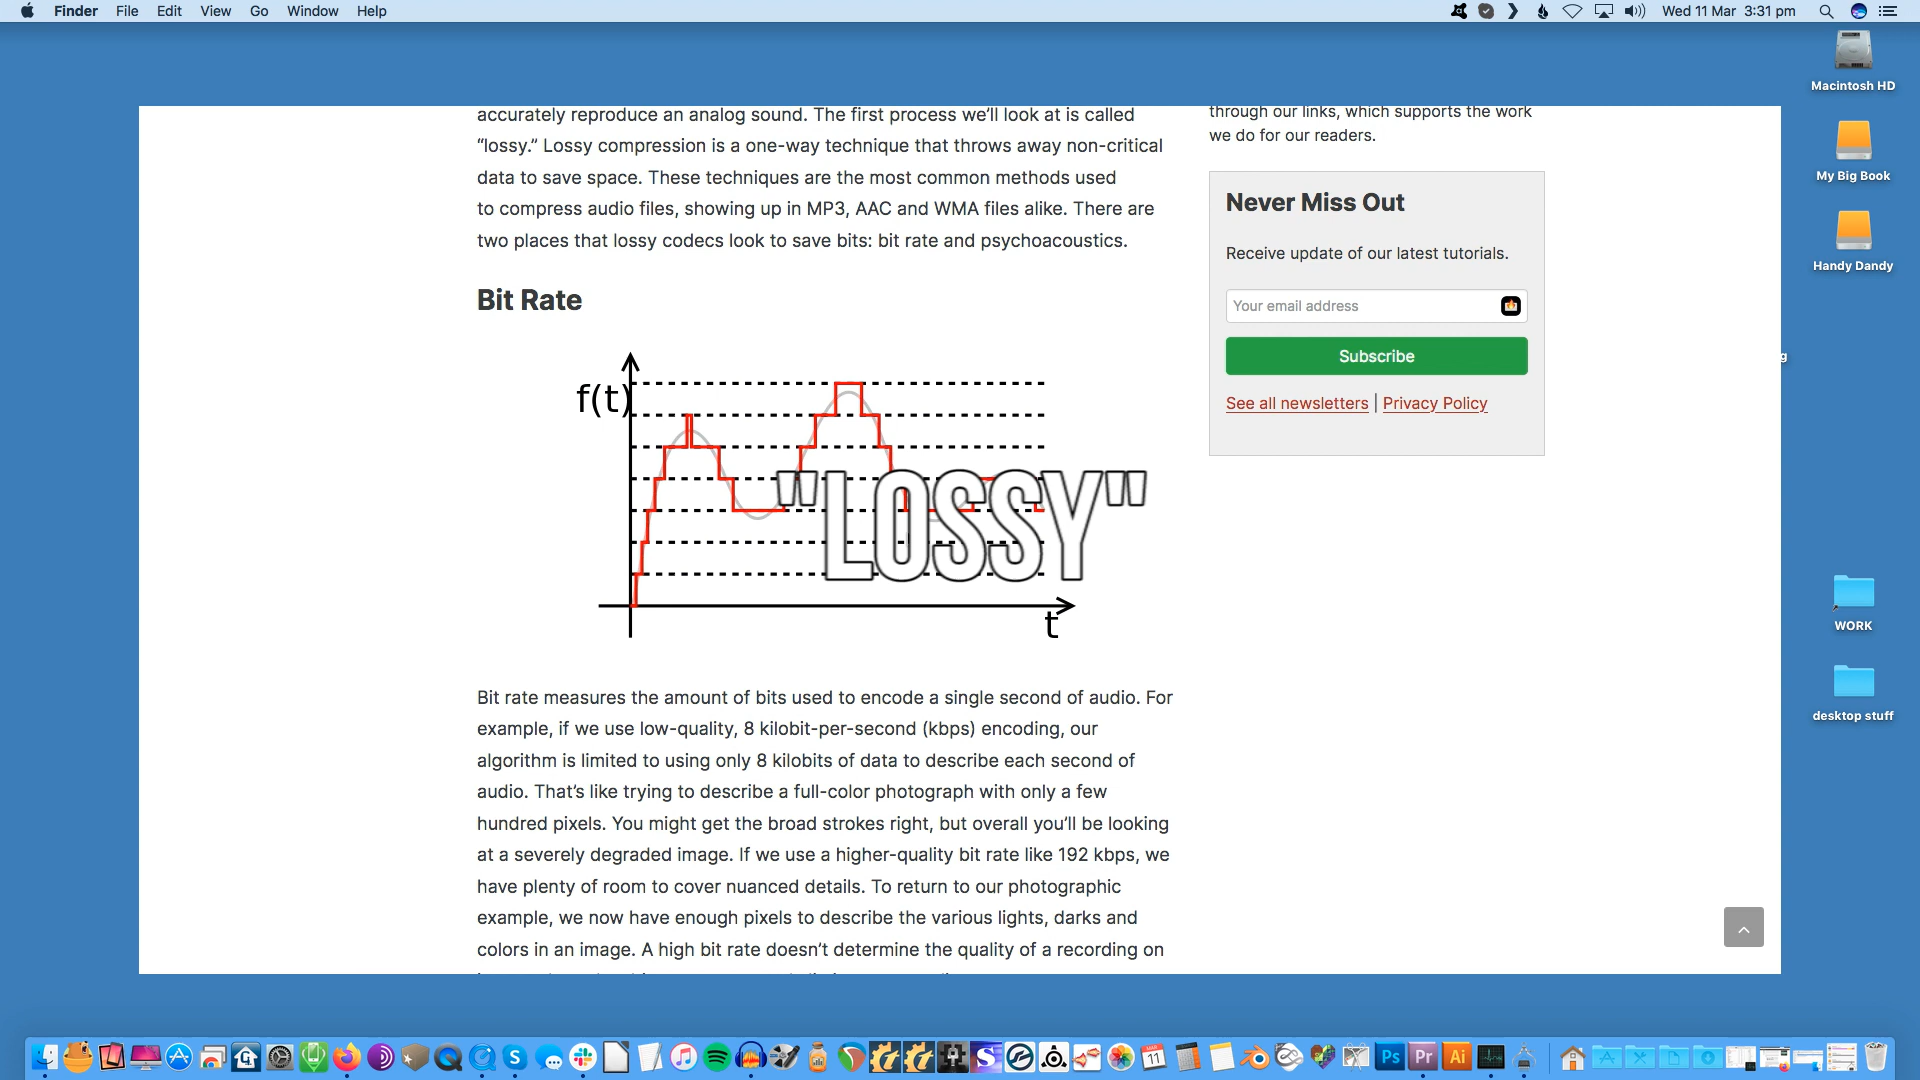 Finder File Edit View Go Window Help
Wed 11 Mar 3:31 pm
Macintosh HD
My Big Book
Handy Dandy
g
WORK
desktop stuff
accurately reproduce an analog sound. The first process we’ll look at is called
“lossy.” Lossy compression is a one-way technique that throws away non-critical
data to save space. These techniques are the most common methods used
to compress audio files, showing up in MP3, AAC and WMA files alike. There are
two places that lossy codecs look to save bits: bit rate and psychoacoustics.
Bit Rate
f(t)
"LOSSY"
t
Bit rate measures the amount of bits used to encode a single second of audio. For
example, if we use low-quality, 8 kilobit-per-second (kbps) encoding, our
algorithm is limited to using only 8 kilobits of data to describe each second of
audio. That’s like trying to describe a full-color photograph with only a few
hundred pixels. You might get the broad strokes right, but overall you’ll be looking
at a severely degraded image. If we use a higher-quality bit rate like 192 kbps, we
have plenty of room to cover nuanced details. To return to our photographic
example, we now have enough pixels to describe the various lights, darks and
colors in an image. A high bit rate doesn’t determine the quality of a recording on
through our links, which supports the work
we do for our readers.
Never Miss Out
Receive update of our latest tutorials.
Your email address
Subscribe
See all newsletters | Privacy Policy
MAR
11
Ps
Pr
Ai